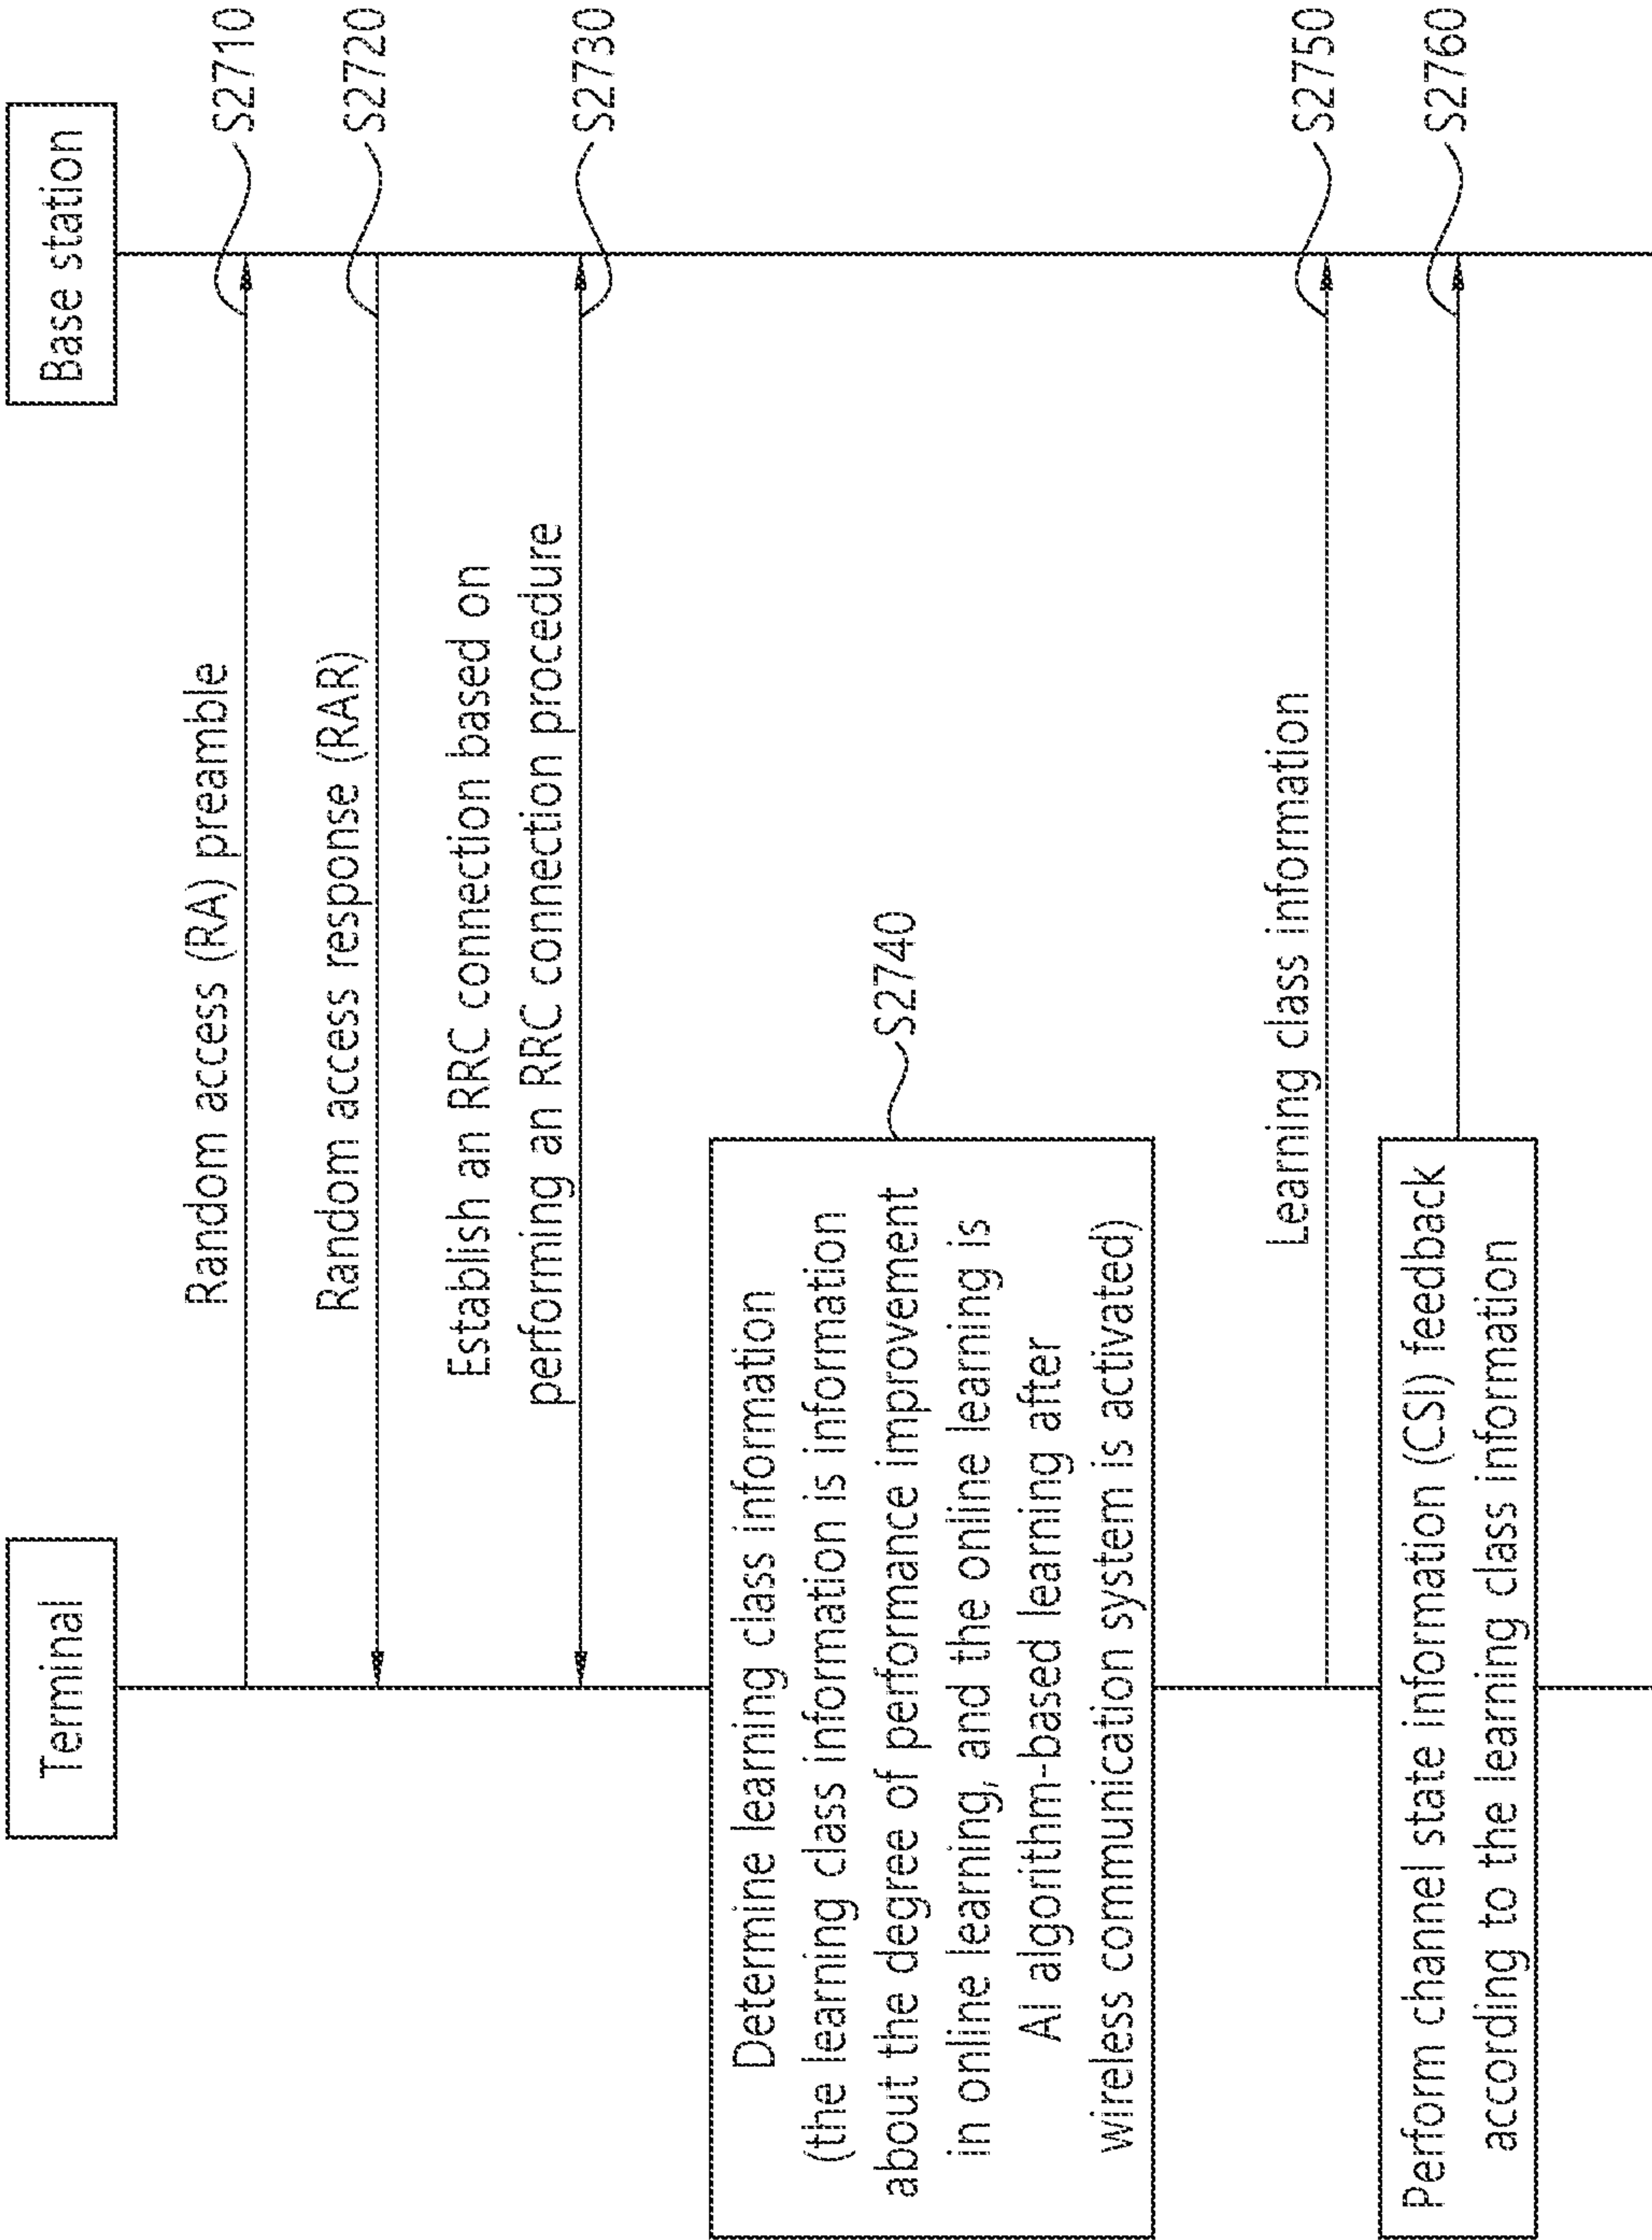 Terminal
Base station
Random access (RA) preamble
S2710
Random access response (RAR)
S2720
Establish an RRC connection based on
performing an RRC connection procedure
S2730
Determine learning class information
(the learning class information is information
about the degree of performance improvement
in online learning, and the online learning is
AI algorithm-based learning after
wireless communication system is activated)
S2740
Learning class information
S2750
Perform channel state information (CSI) feedback
according to the learning class information
S2760